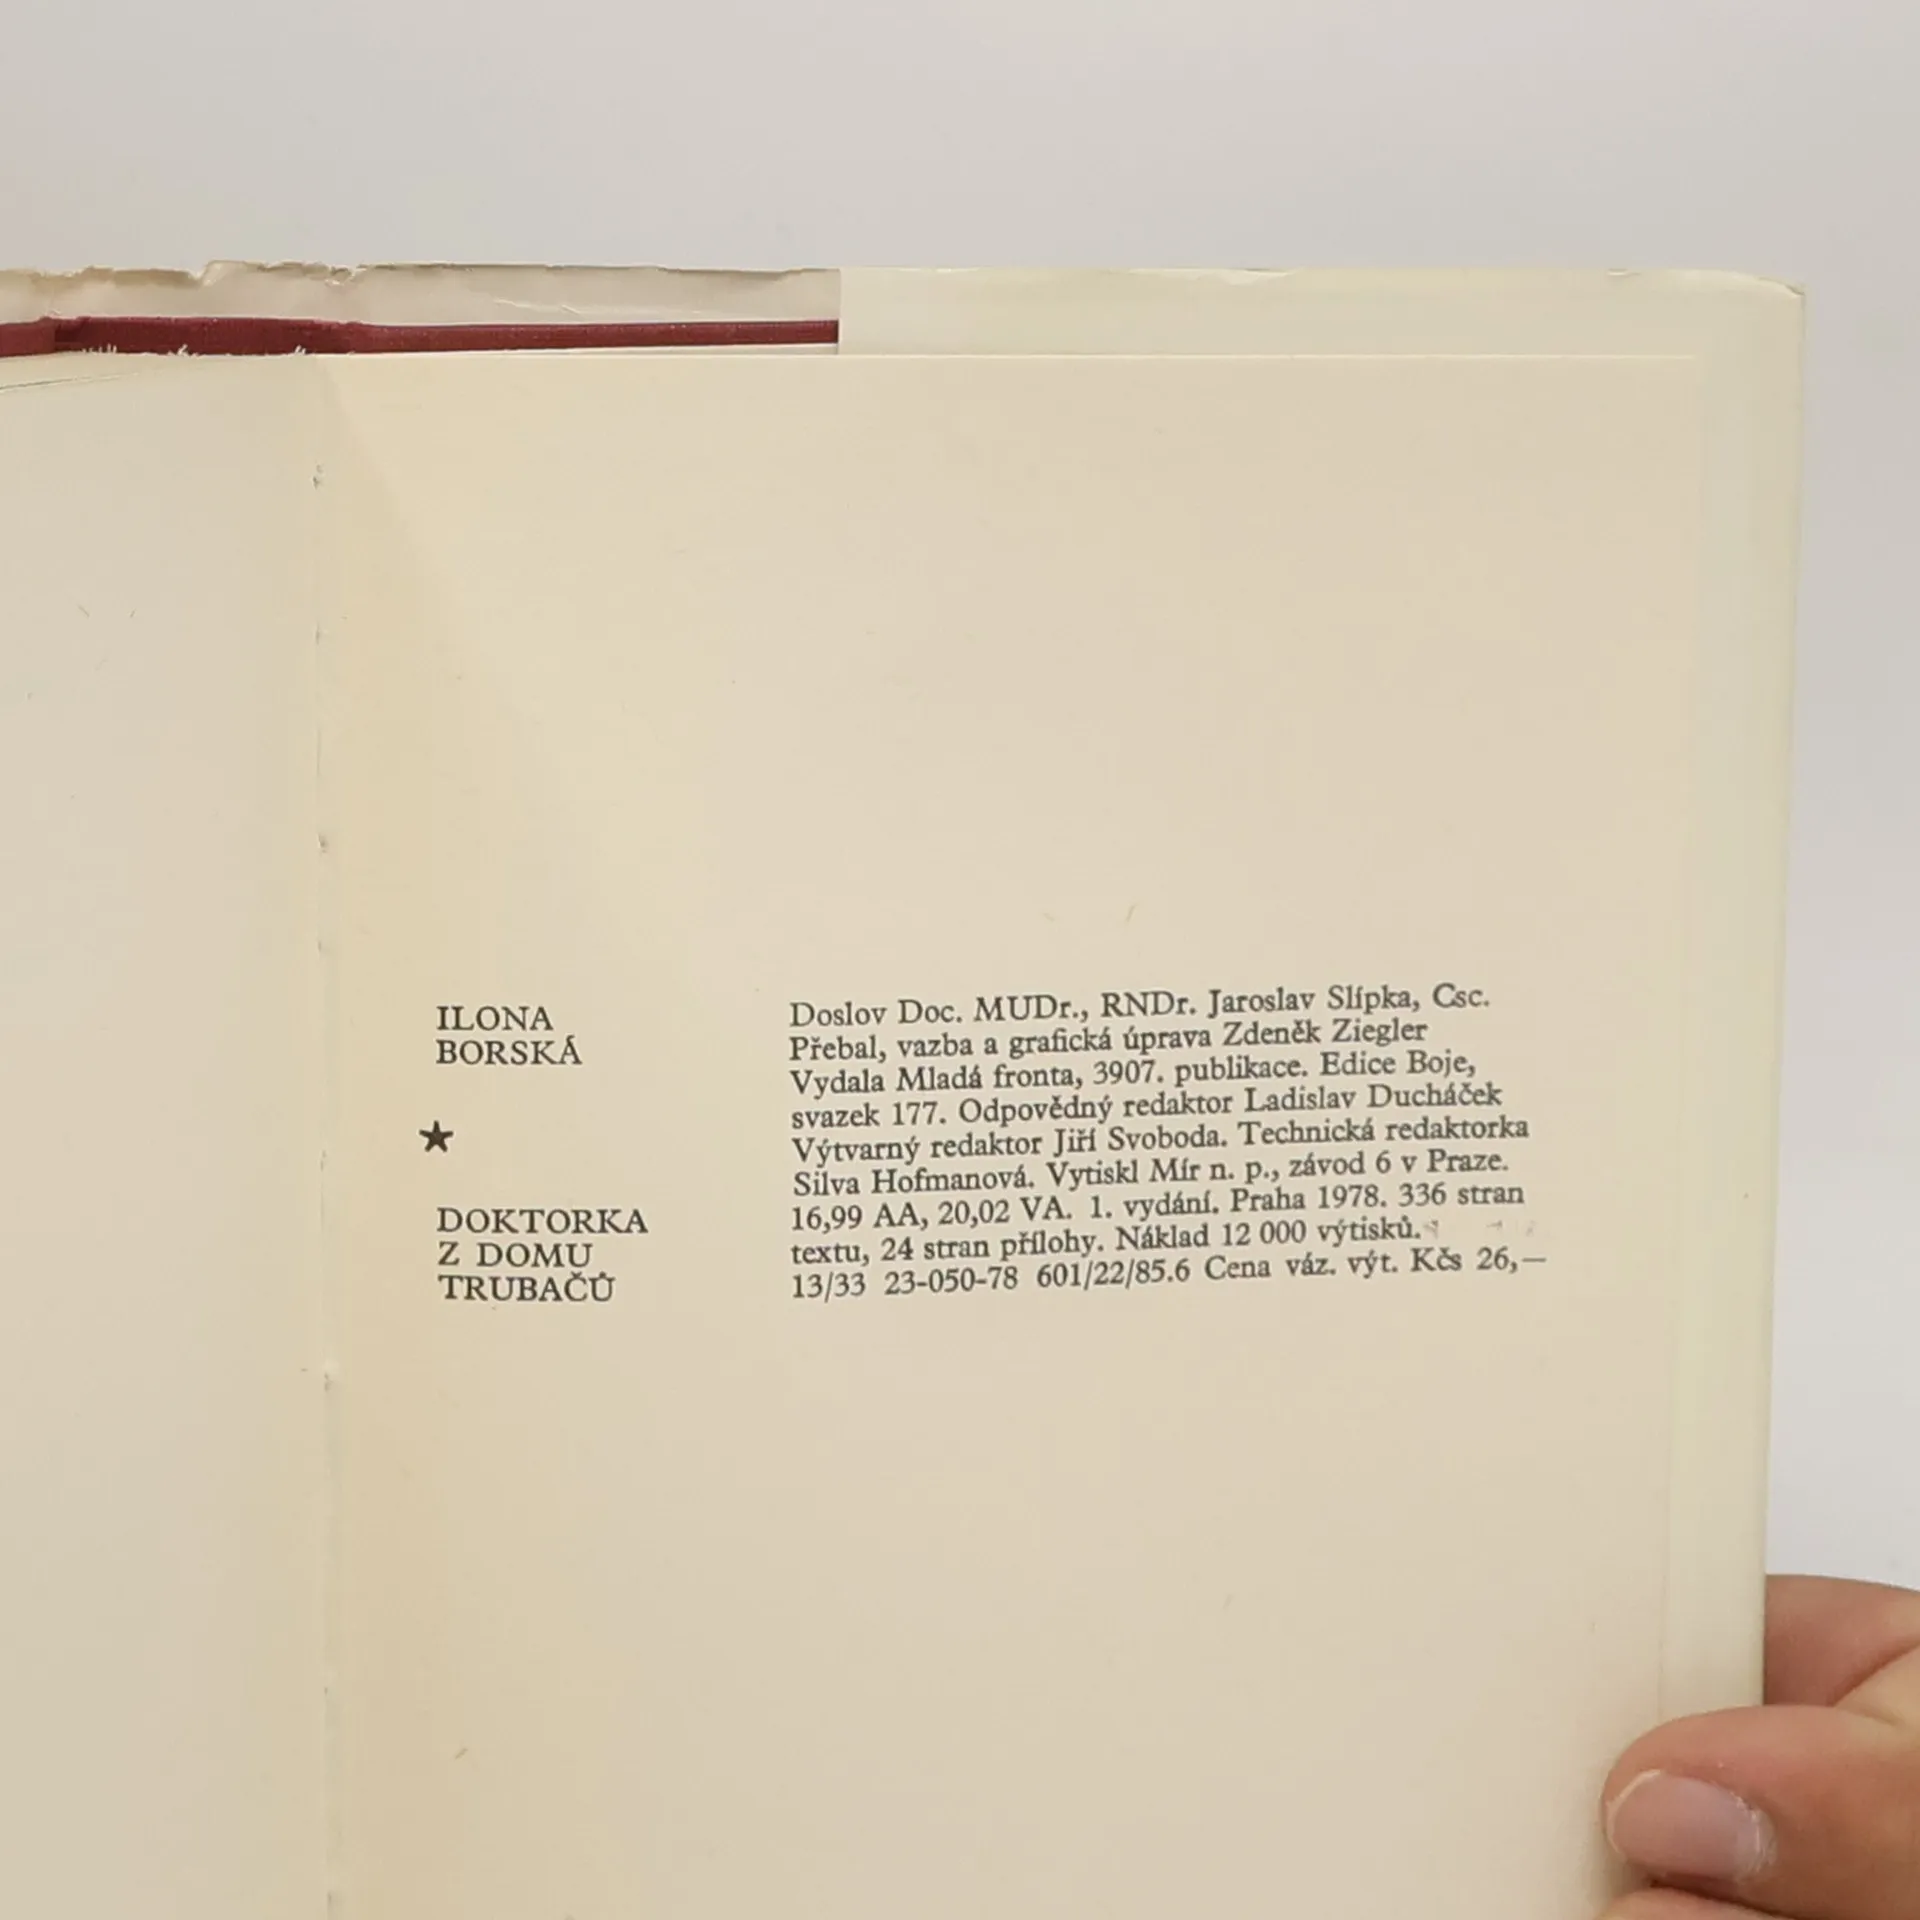 ILONA
BORSKÁ
★
DOKTORKA
Z DOMU
TRUBAČŮ
Doslov Doc. MUDr., RNDr. Jaroslav Slípka, Csc.
Přebal, vazba a grafická úprava Zdeněk Ziegler
Vydala Mladá fronta, 3907. publikace. Edice Boje,
svazek 177. Odpovědný redaktor Ladislav Ducháček
Výtvarný redaktor Jiří Svoboda. Technická redaktorka
Silva Hofmanová. Vytiskl Mír n. p., závod 6 v Praze.
16,99 AA, 20,02 VA. 1. vydání. Praha 1978. 336 stran
textu, 24 stran přílohy. Náklad 12 000 výtisků.
13/33 23-050-78 601/22/85.6 Cena váz. výt. Kčs 26,—